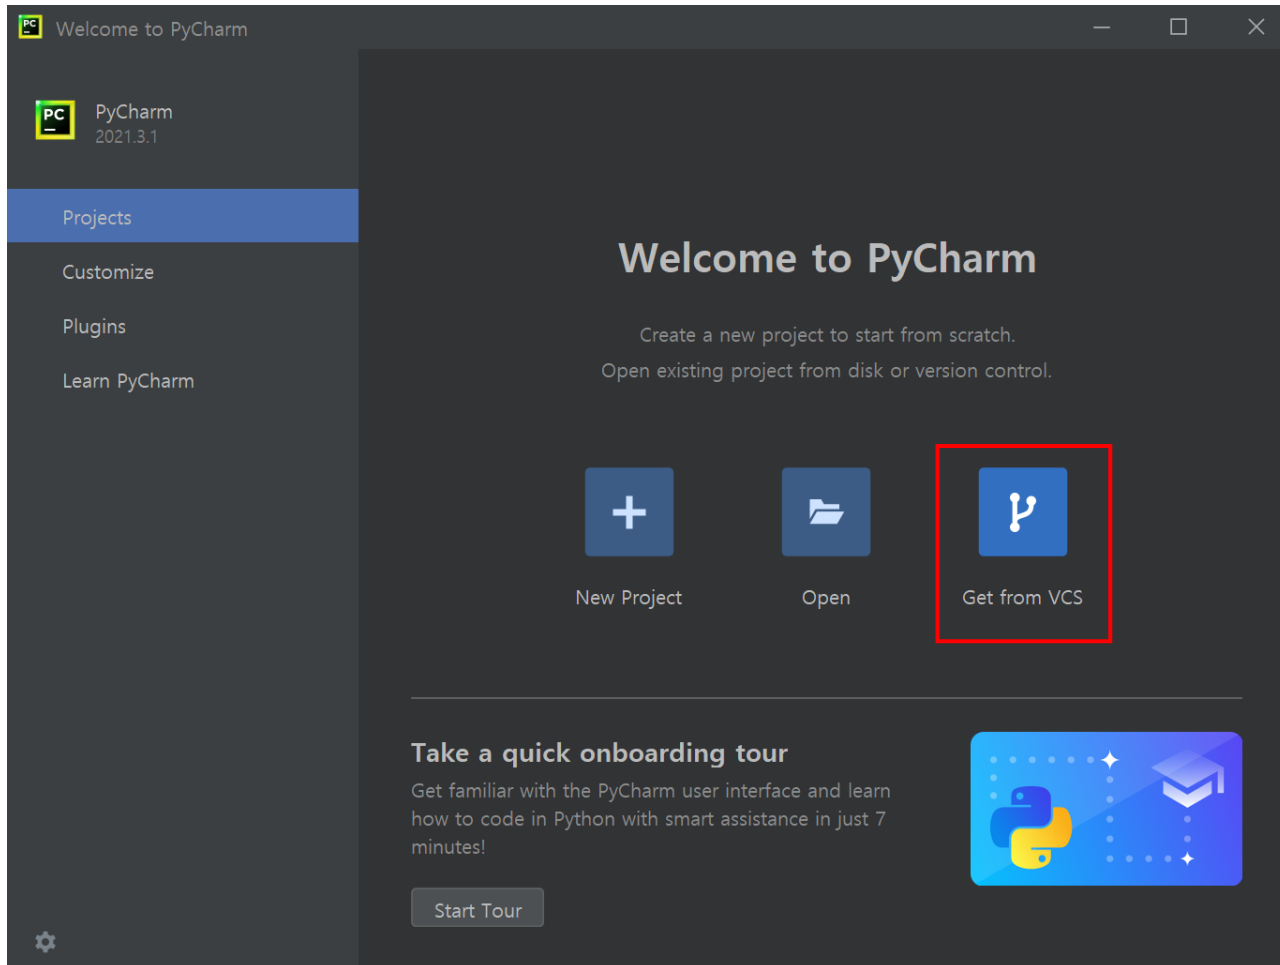 PC
Welcome to PyCharm
PC
PyCharm
2021.3.1
Projects
Customize
Plugins
Learn PyCharm
Welcome to PyCharm
Create a new project to start from scratch.
Open existing project from disk or version control.
New Project
Open
Get from VCS
Take a quick onboarding tour
Get familiar with the PyCharm user interface and learn
how to code in Python with smart assistance in just 7
minutes!
Start Tour